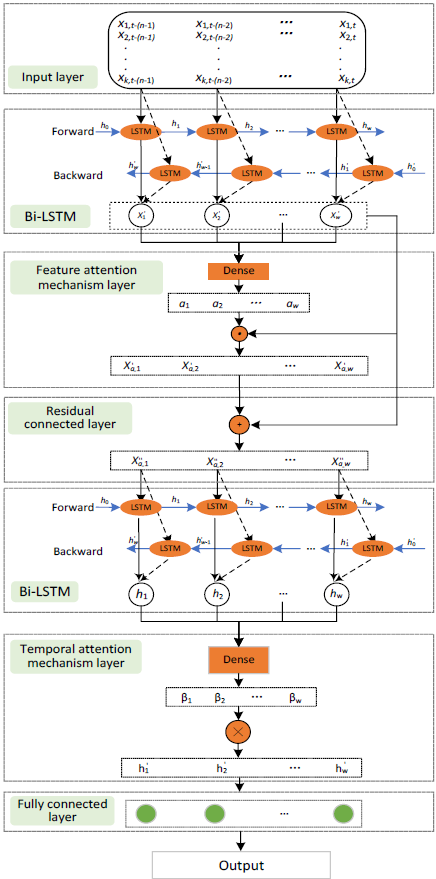 x1,t-(n-1) x1,t-(n-2) ... x1,t
x2,t-(n-1) x2,t-(n-2) ... x2,t
. . .
. . .
. . .
xk,t-(n-1) xk,t-(n-2) ... xk,t
Input layer
h0 h1 h2 ... hw
Forward LSTM LSTM LSTM
Backward h'w LSTM h'w-1 LSTM ... h'1 LSTM h'0
Bi-LSTM X'1 X'2 ... X'w
Feature attention
mechanism layer
Dense
a1 a2 ... aw
X'a,1 X'a,2 ... X'a,w
Residual
connected layer
+
X''a,1 X''a,2 ... X''a,w
h0 h1 h2 ... hw
Forward LSTM LSTM LSTM
Backward h'w LSTM h'w-1 LSTM ... h'1 LSTM h'0
Bi-LSTM h1 h2 ... hw
Temporal attention
mechanism layer
Dense
β1 β2 ... βw
×
h'1 h'2 ... h'w
Fully connected
layer
...
Output